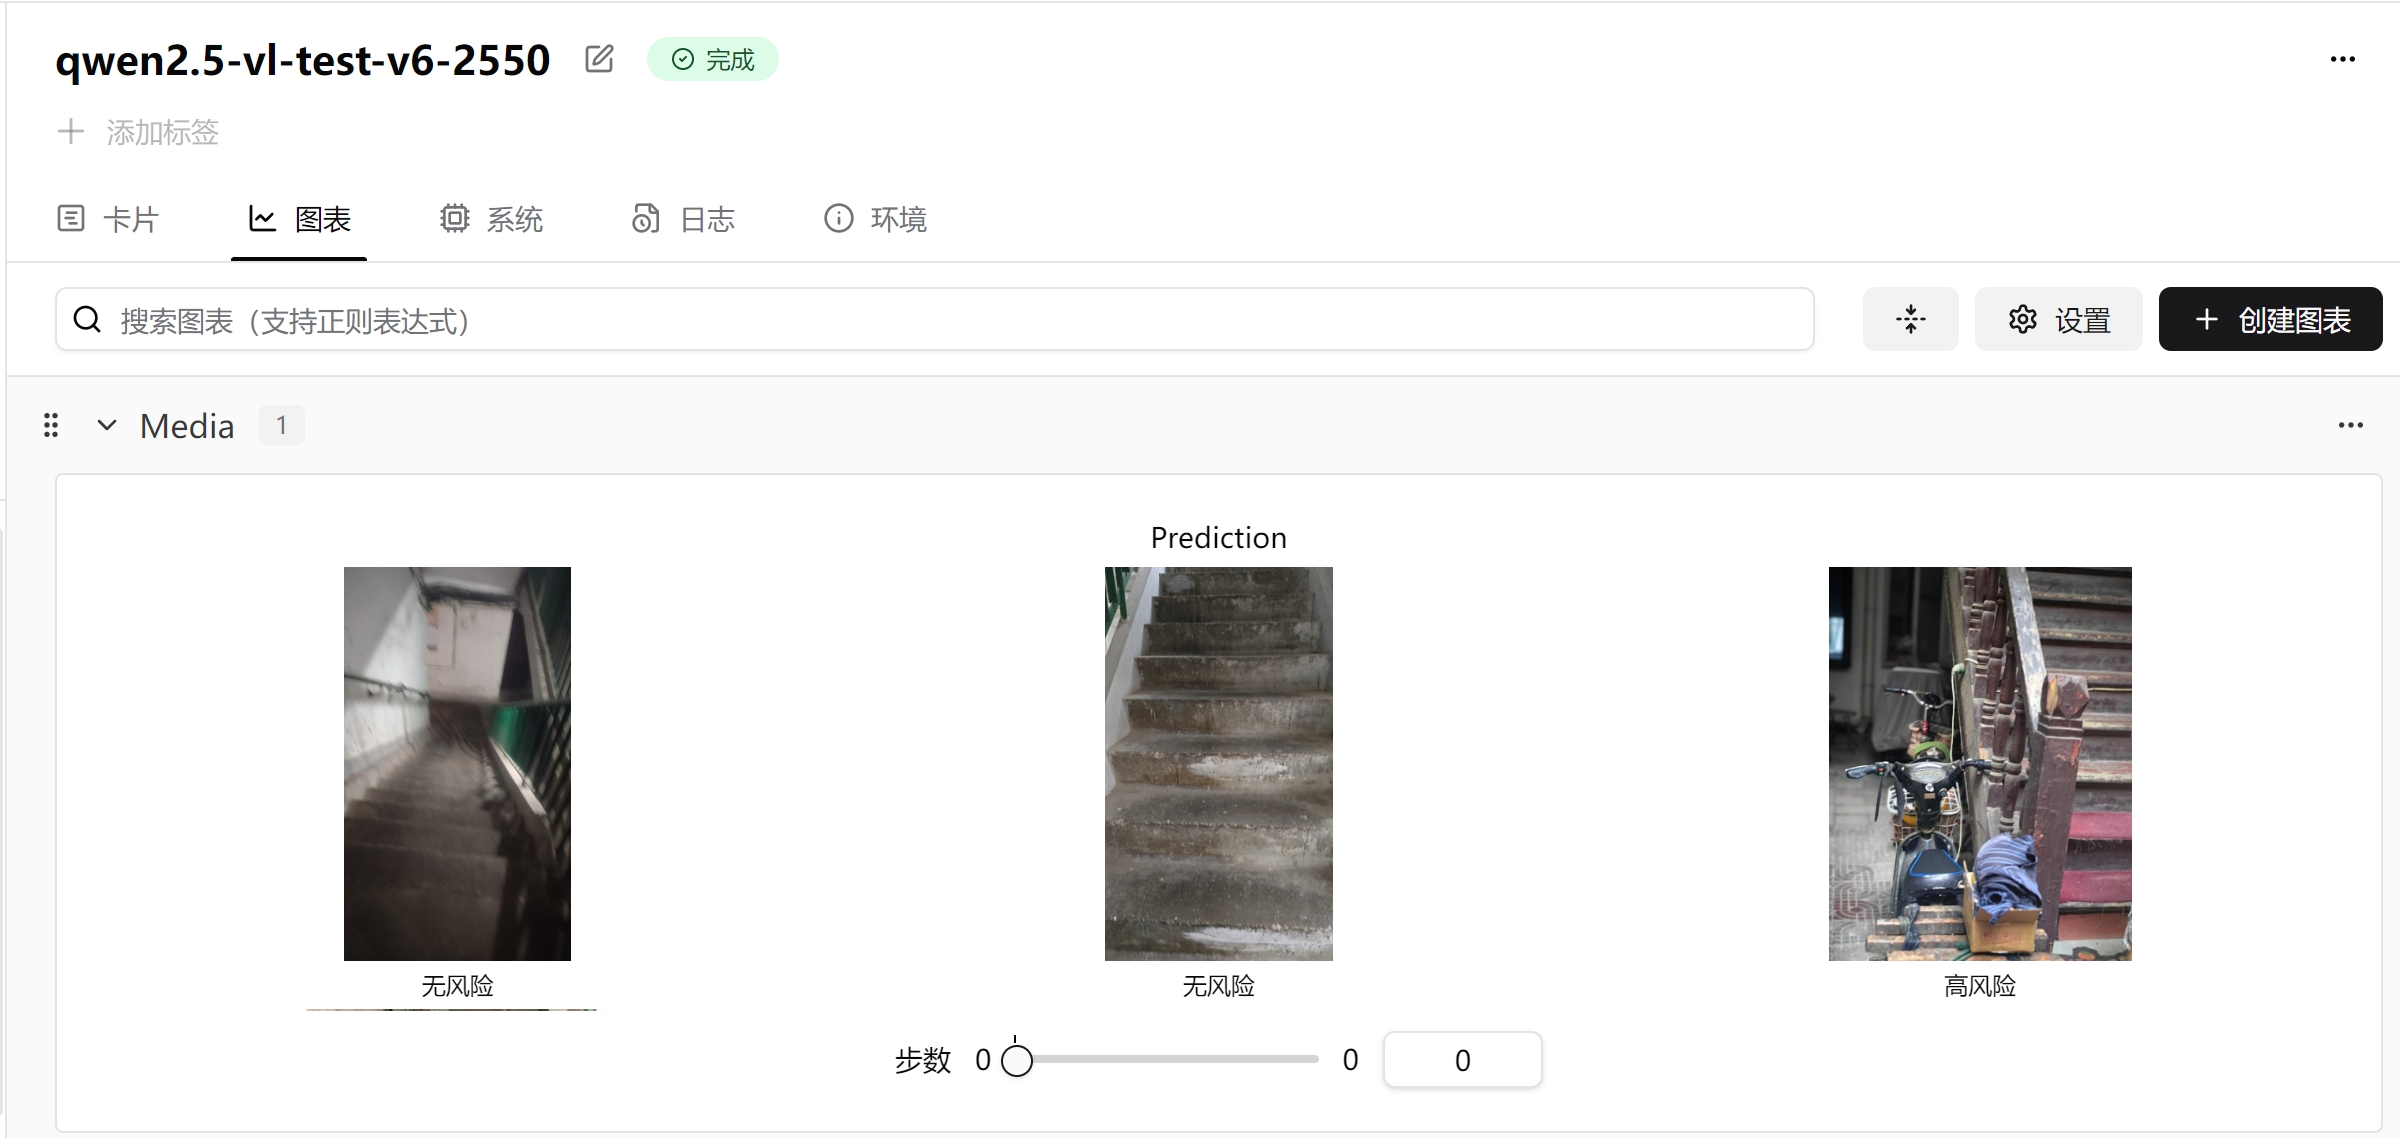 qwen2.5-vl-test-v6-2550 完成
添加标签
卡片 图表 系统 日志 环境
搜索图表（支持正则表达式） 设置 创建图表
Media 1
Prediction
无风险 无风险 高风险
步数 0 0 0